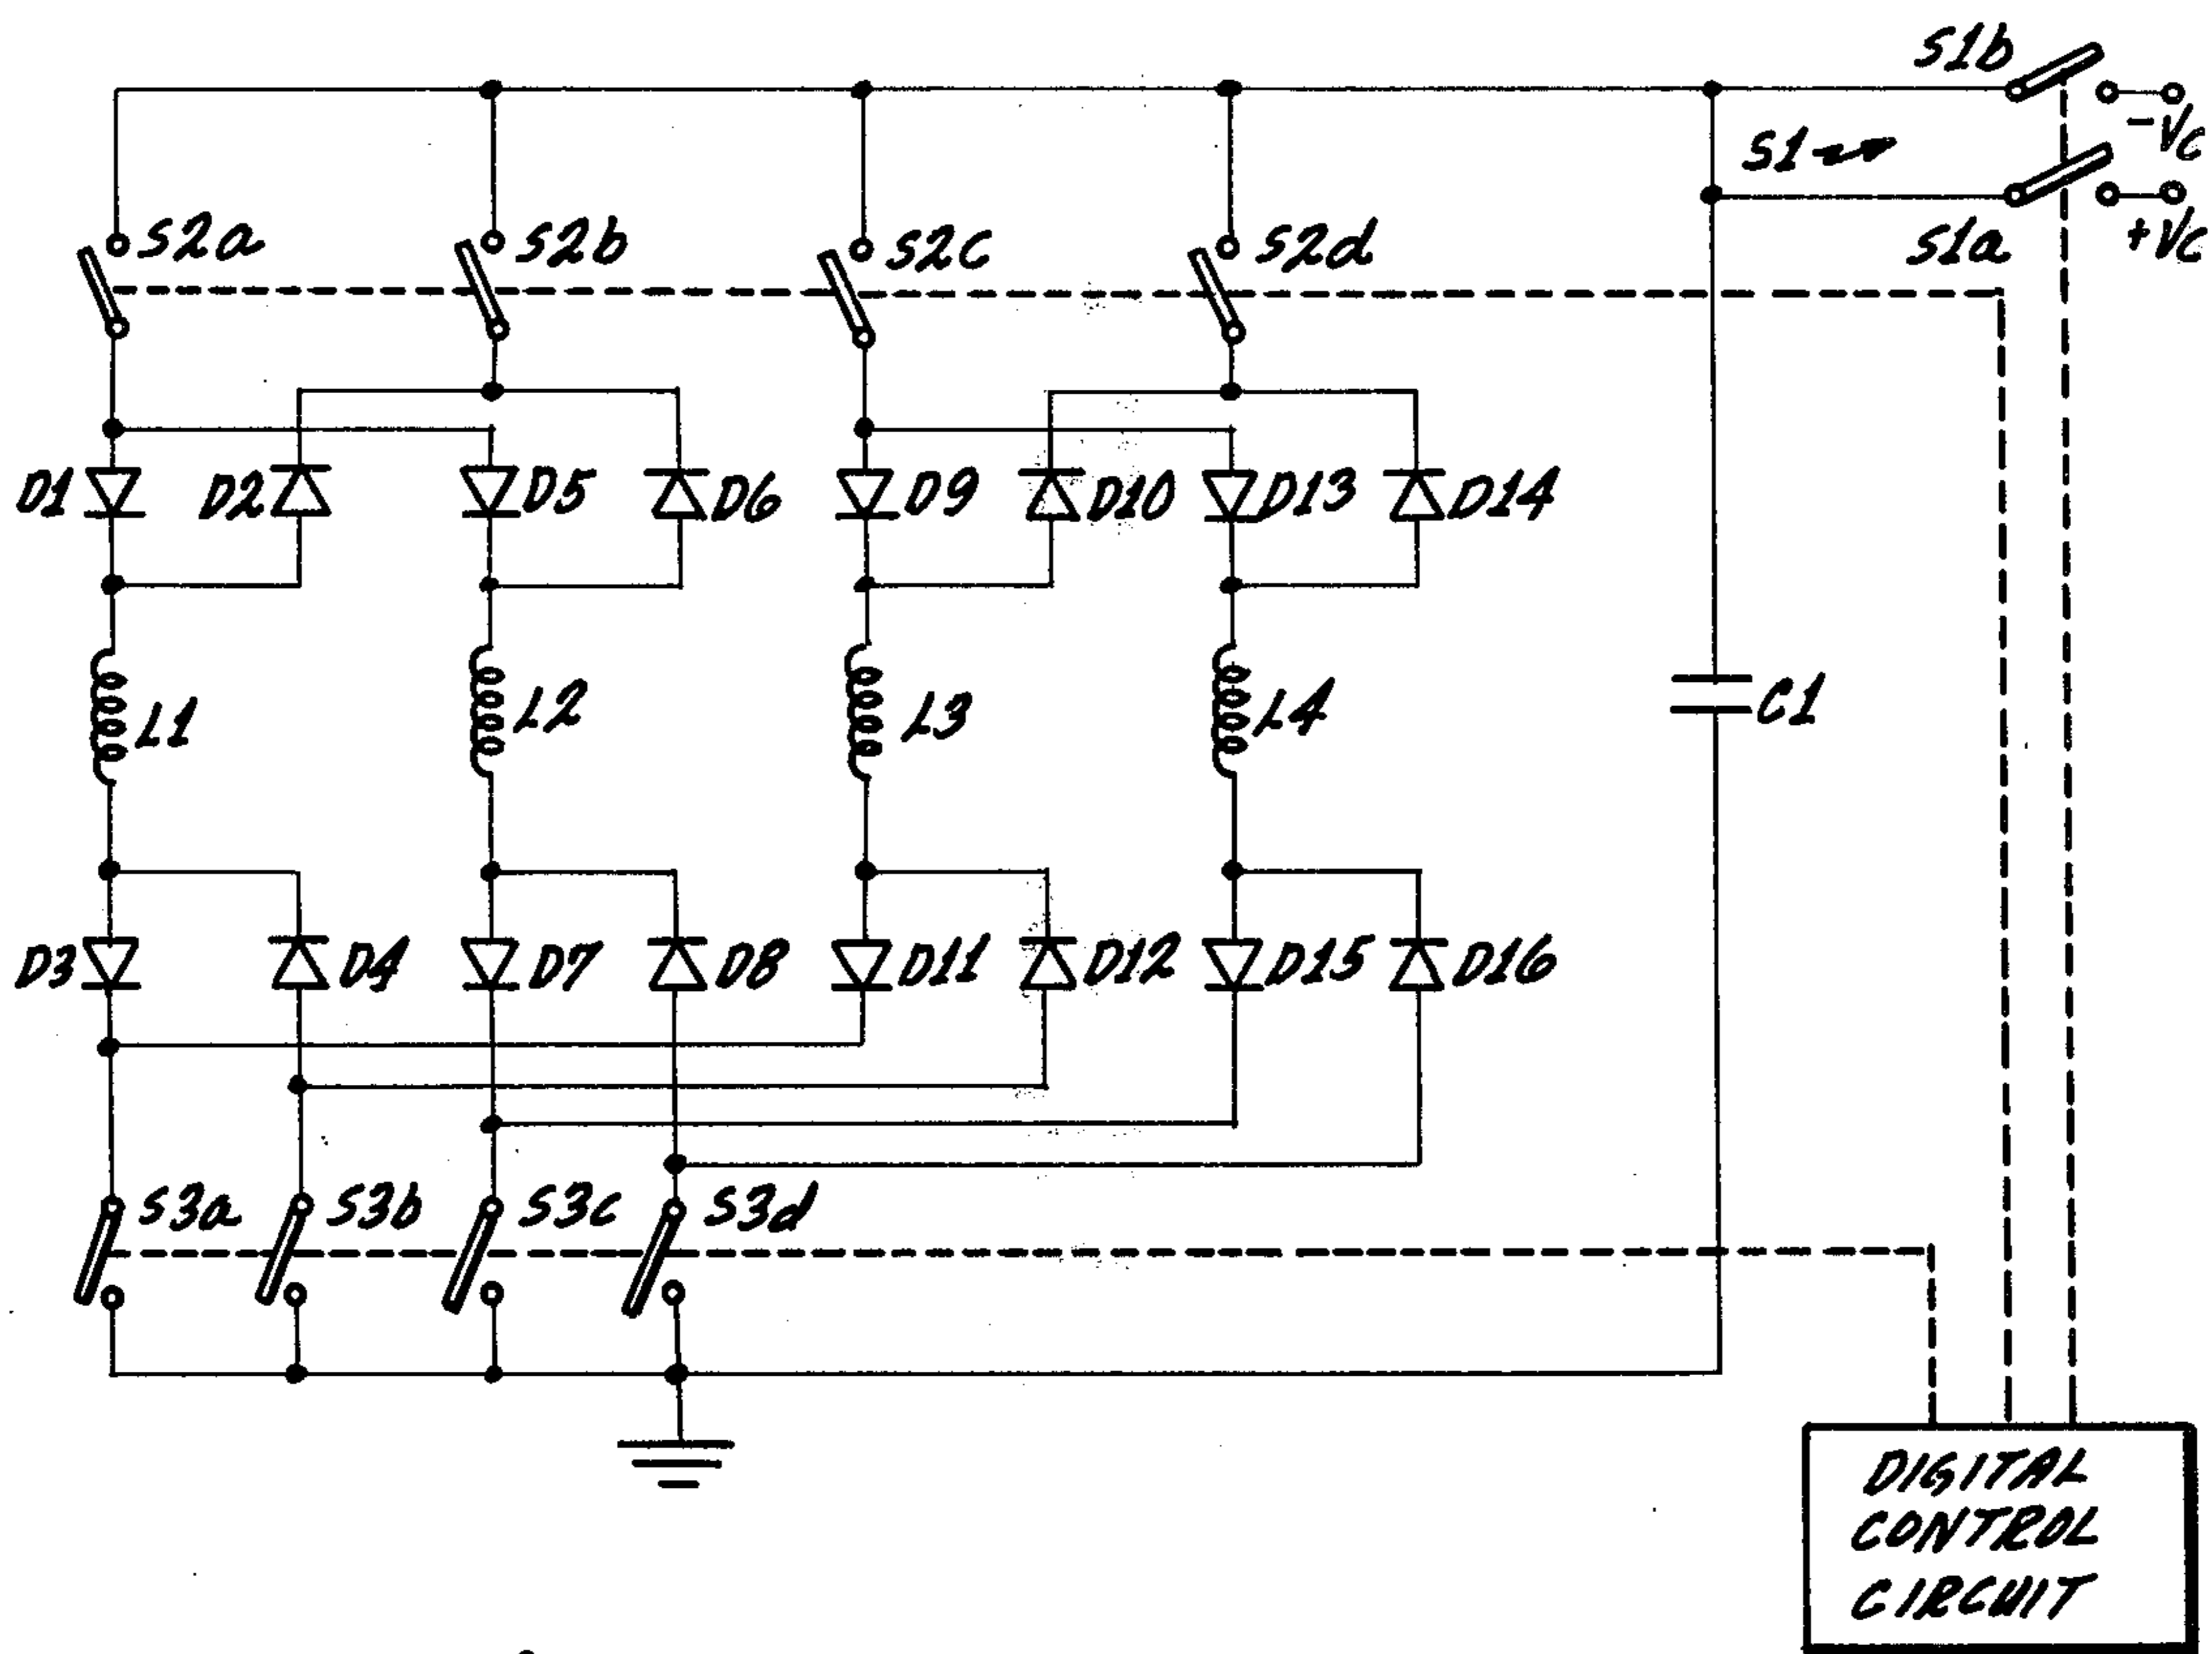 S1b
-Vc
S1
S1a
+Vc
S2a
S2b
S2c
S2d
D1
D2
D5
D6
D9
D10
D13
D14
L1
L2
L3
L4
C1
D3
D4
D7
D8
D11
D12
D15
D16
S3a
S3b
S3c
S3d
DIGITAL
CONTROL
CIRCUIT